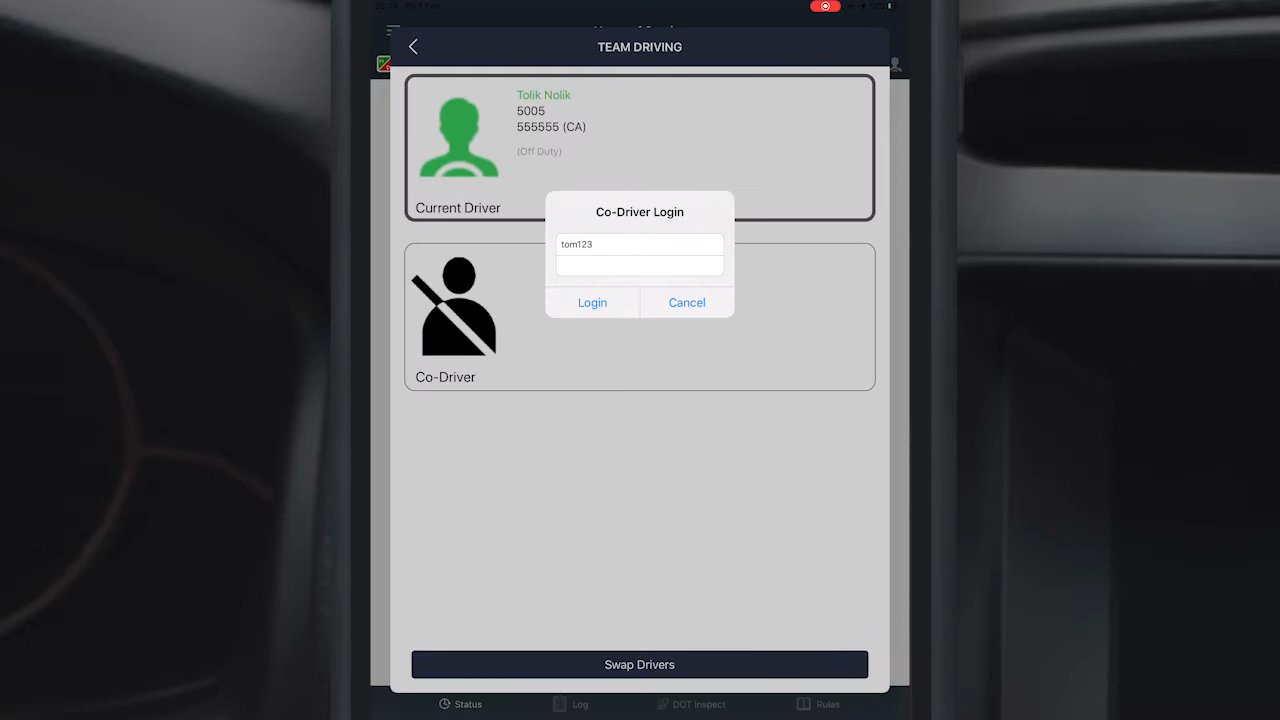 TEAM DRIVING
Tolik Nolik
5005
555555 (CA)
(Off Duty)
Current Driver
Co-Driver Login
tom123
Login Cancel
Co-Driver
Swap Drivers
Status Log DOT Inspect Rules